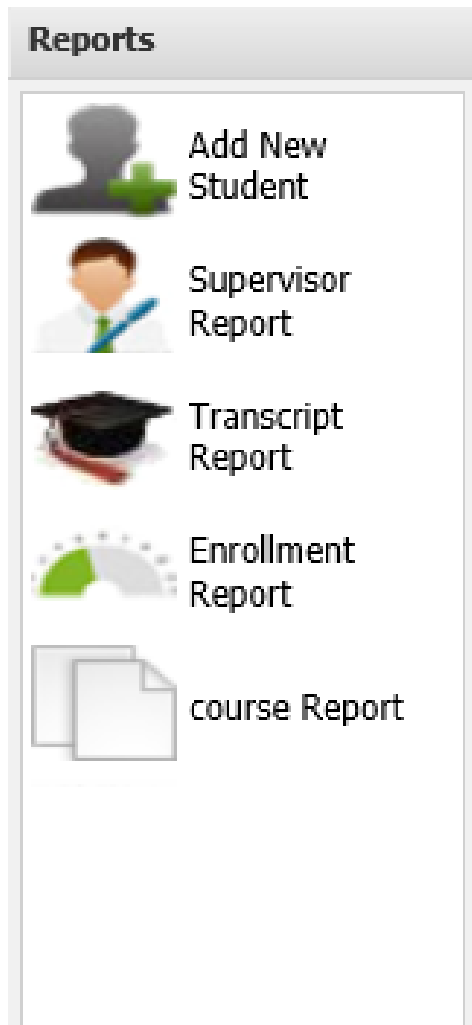 Reports
Add New
Student
Supervisor
Report
Transcript
Report
Enrollment
Report
course Report